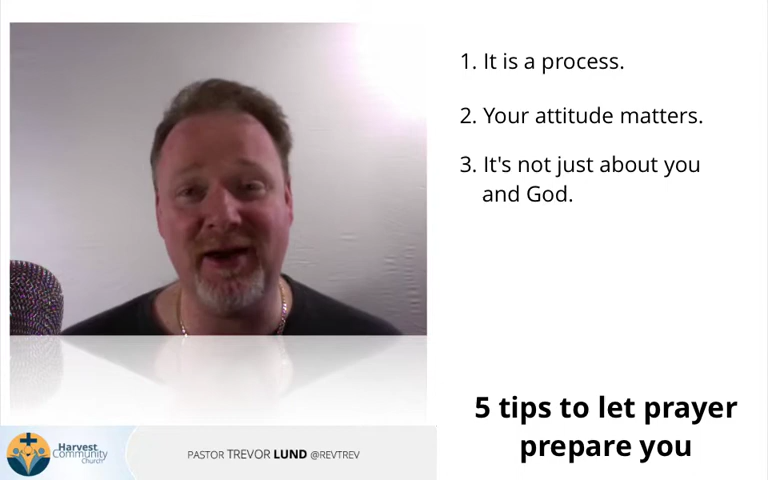 1. It is a process.
2. Your attitude matters.
3. It's not just about you
and God.
5 tips to let prayer
prepare you
Harvest
Community
Church
PASTOR TREVOR LUND @REVTREV